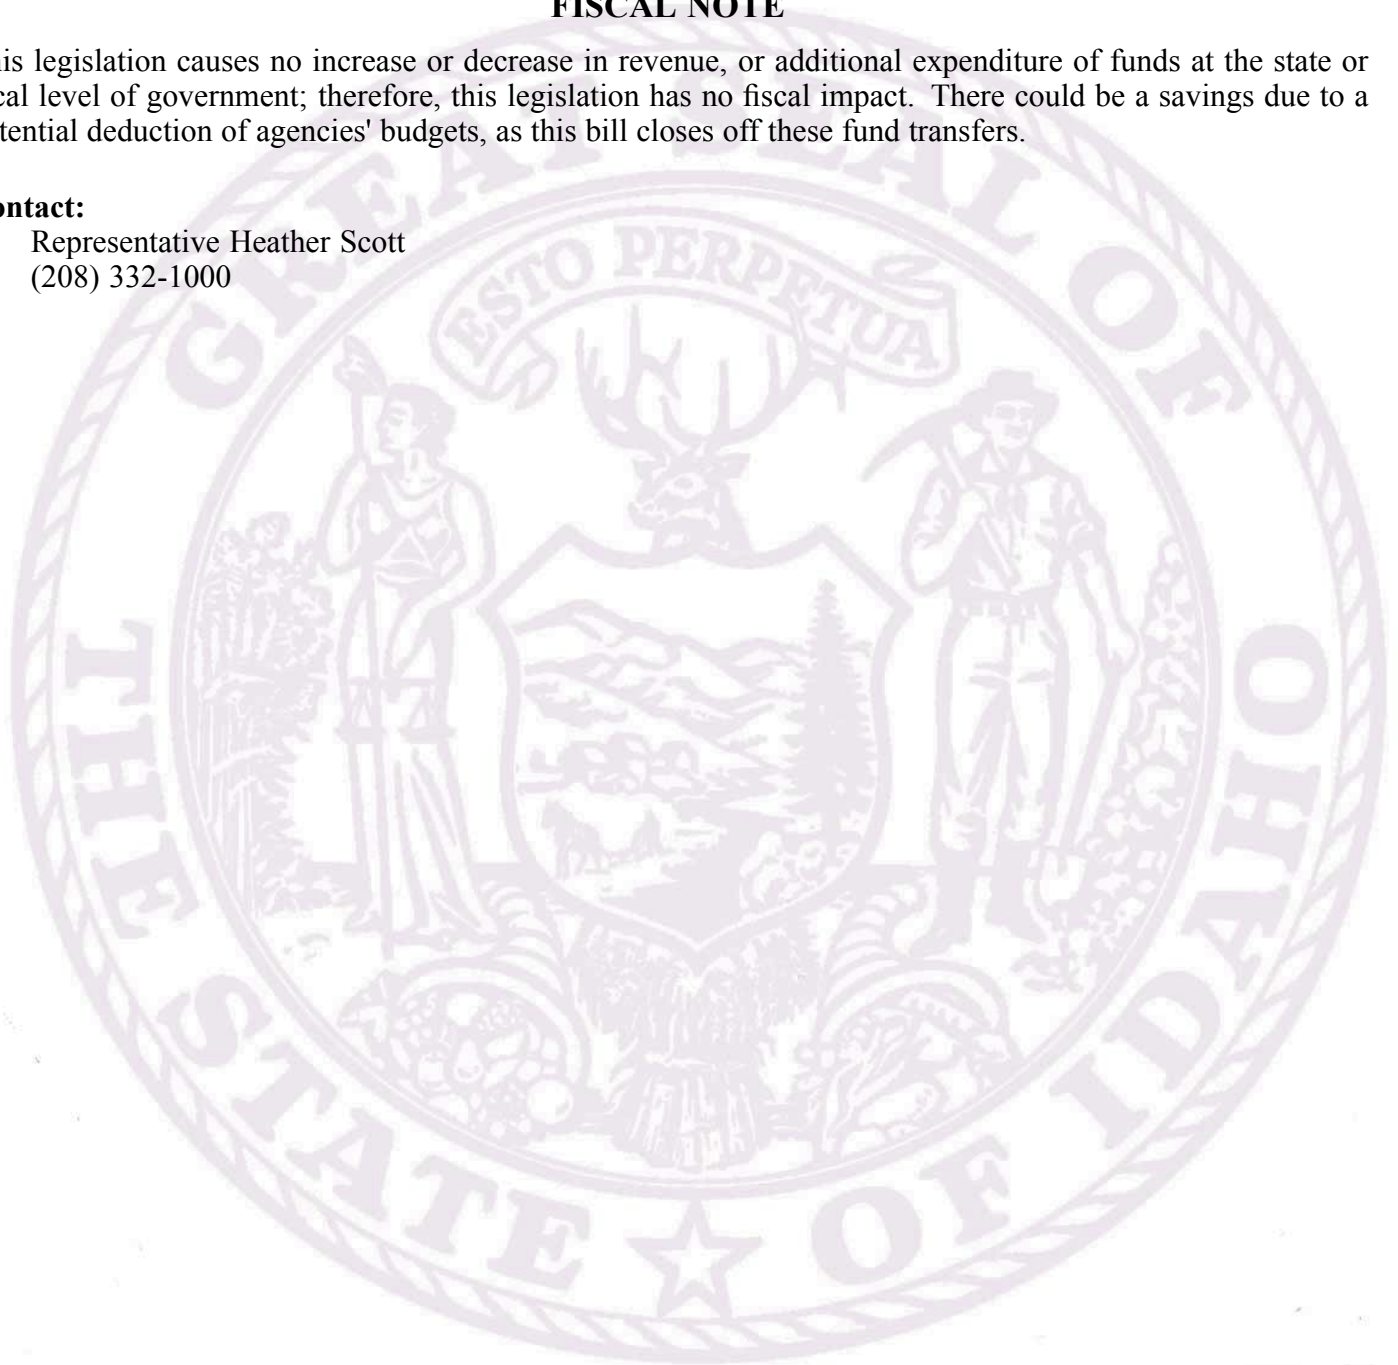 FISCAL NOTE
his legislation causes no increase or decrease in revenue, or additional expenditure of funds at the state or
cal level of government; therefore, this legislation has no fiscal impact. There could be a savings due to a
tential deduction of agencies' budgets, as this bill closes off these fund transfers.
ontact:
Representative Heather Scott
(208) 332-1000
GREAT SEAL OF
ESTO PERPETUA
THE
STATE OF IDAHO